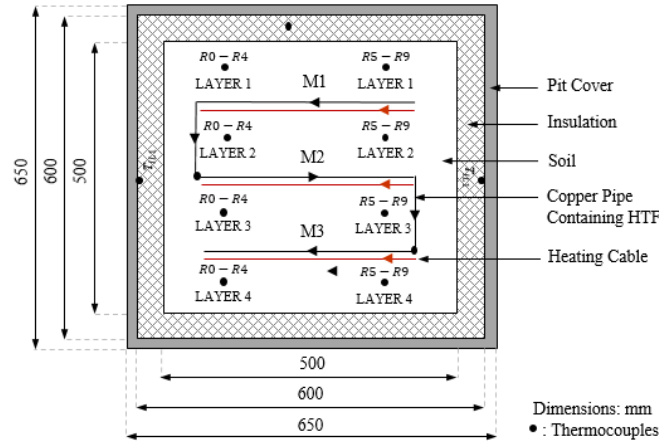 R0−R4
LAYER 1
R5−R9
LAYER 1
M1
R0−R4
LAYER 2
R5−R9
LAYER 2
M2
R0−R4
LAYER 3
R5−R9
LAYER 3
M3
R0−R4
LAYER 4
R5−R9
LAYER 4
Pit Cover
Insulation
Soil
Copper Pipe
Containing HTF
Heating Cable
650
600
500
500
600
650
Dimensions: mm
: Thermocouples